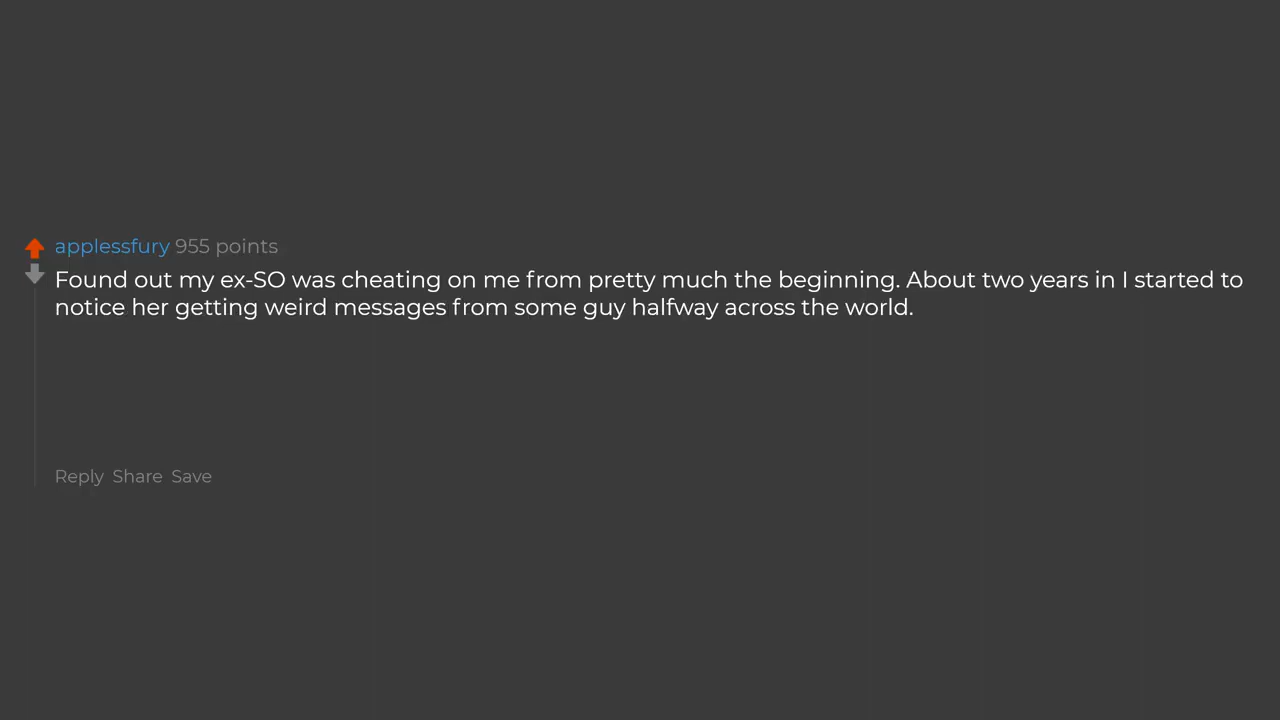 applessfury 955 points
Found out my ex-SO was cheating on me from pretty much the beginning. About two years in I started to
notice her getting weird messages from some guy halfway across the world.
Reply Share Save